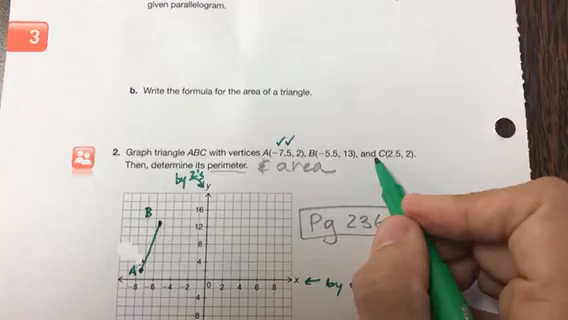 given parallelogram.
3
b. Write the formula for the area of a triangle.
2. Graph triangle ABC with vertices A(−7.5, 2), B(−5.5, 13), and C(2.5, 2).
Then, determine its perimeter. & area
by 2's
y
B
16
12
8
4
Pg 236
A
−8 −6 −4 −2 0 2 4 6 8 x ← by
−4
−8